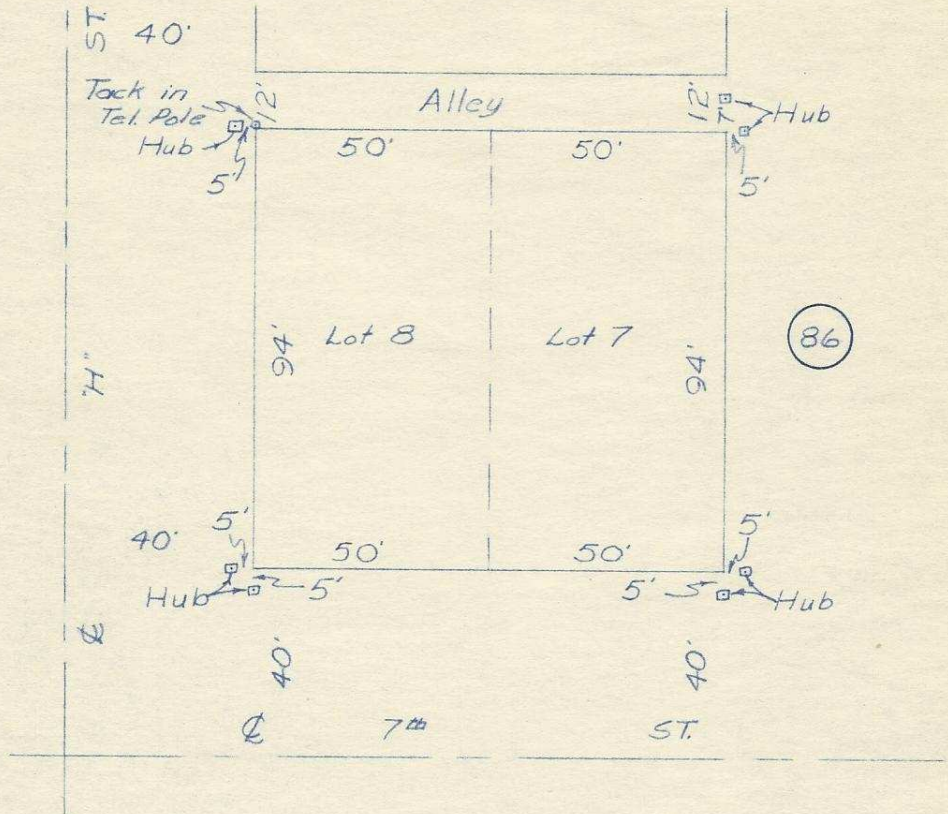 ST.
40'
Tack in
Tel. Pole
Hub
5'
12'
Alley
50'
50'
12'
7'
Hub
5'
94'
Lot 8
Lot 7
94'
86
"H"
40'
5'
50'
50'
5'
Hub
5'
5'
Hub
℄
40'
40'
℄
7th
ST.